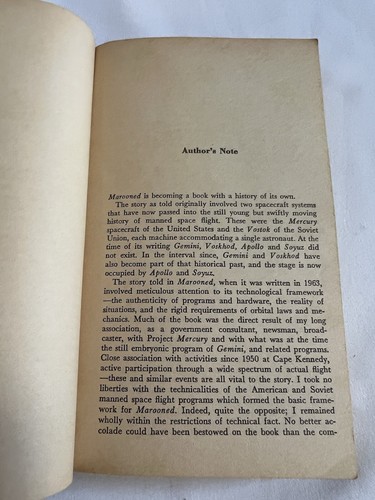 Author's Note
Marooned is becoming a book with a history of its own.
The story as told originally involved two spacecraft systems
that have now passed into the still young but swiftly moving
history of manned space flight. These were the Mercury
spacecraft of the United States and the Vostok of the Soviet
Union, each machine accommodating a single astronaut. At the
time of its writing Gemini, Voskhod, Apollo and Soyuz did
not exist. In the interval since, Gemini and Voskhod have
also become part of that historical past, and the stage is now
occupied by Apollo and Soyuz.
The story told in Marooned, when it was written in 1963,
involved meticulous attention to its technological framework
—the authenticity of programs and hardware, the reality of
situations, and the rigid requirements of orbital laws and me-
chanics. Much of the book was the direct result of my long
association, as a government consultant, newsman, broad-
caster, with Project Mercury and with what was at the time
the still embryonic program of Gemini, and related programs.
Close association with activities since 1950 at Cape Kennedy,
active participation through a wide spectrum of actual flight
—these and similar events are all vital to the story. I took no
liberties with the technicalities of the American and Soviet
manned space flight programs which formed the basic frame-
work for Marooned. Indeed, quite the opposite; I remained
wholly within the restrictions of technical fact. No better ac-
colade could have been bestowed on the book than the com-